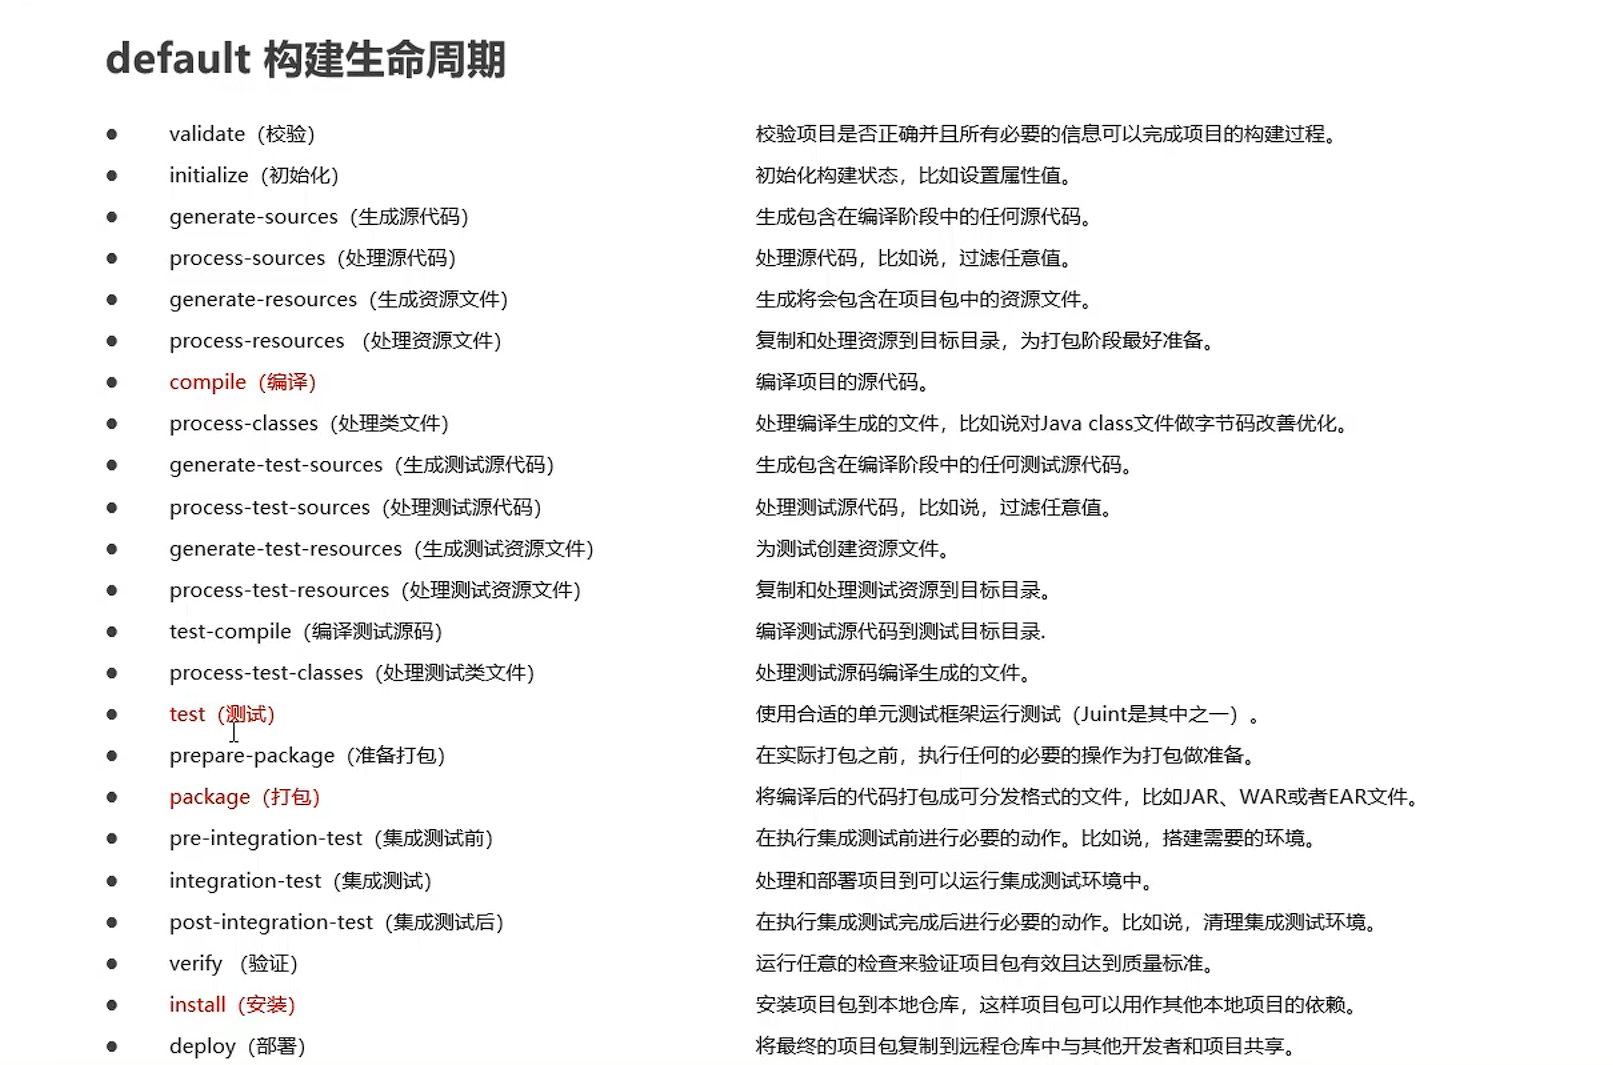 default 构建生命周期
● validate（校验） 校验项目是否正确并且所有必要的信息可以完成项目的构建过程。
● initialize（初始化） 初始化构建状态，比如设置属性值。
● generate-sources（生成源代码） 生成包含在编译阶段中的任何源代码。
● process-sources（处理源代码） 处理源代码，比如说，过滤任意值。
● generate-resources（生成资源文件） 生成将会包含在项目包中的资源文件。
● process-resources （处理资源文件） 复制和处理资源到目标目录，为打包阶段最好准备。
● compile（编译） 编译项目的源代码。
● process-classes（处理类文件） 处理编译生成的文件，比如说对Java class文件做字节码改善优化。
● generate-test-sources（生成测试源代码） 生成包含在编译阶段中的任何测试源代码。
● process-test-sources（处理测试源代码） 处理测试源代码，比如说，过滤任意值。
● generate-test-resources（生成测试资源文件） 为测试创建资源文件。
● process-test-resources（处理测试资源文件） 复制和处理测试资源到目标目录。
● test-compile（编译测试源码） 编译测试源代码到测试目标目录.
● process-test-classes（处理测试类文件） 处理测试源码编译生成的文件。
● test（测试） 使用合适的单元测试框架运行测试（Juint是其中之一）。
● prepare-package（准备打包） 在实际打包之前，执行任何的必要的操作为打包做准备。
● package（打包） 将编译后的代码打包成可分发格式的文件，比如JAR、WAR或者EAR文件。
● pre-integration-test（集成测试前） 在执行集成测试前进行必要的动作。比如说，搭建需要的环境。
● integration-test（集成测试） 处理和部署项目到可以运行集成测试环境中。
● post-integration-test（集成测试后） 在执行集成测试完成后进行必要的动作。比如说，清理集成测试环境。
● verify （验证） 运行任意的检查来验证项目包有效且达到质量标准。
● install（安装） 安装项目包到本地仓库，这样项目包可以用作其他本地项目的依赖。
● deploy（部署） 将最终的项目包复制到远程仓库中与其他开发者和项目共享。